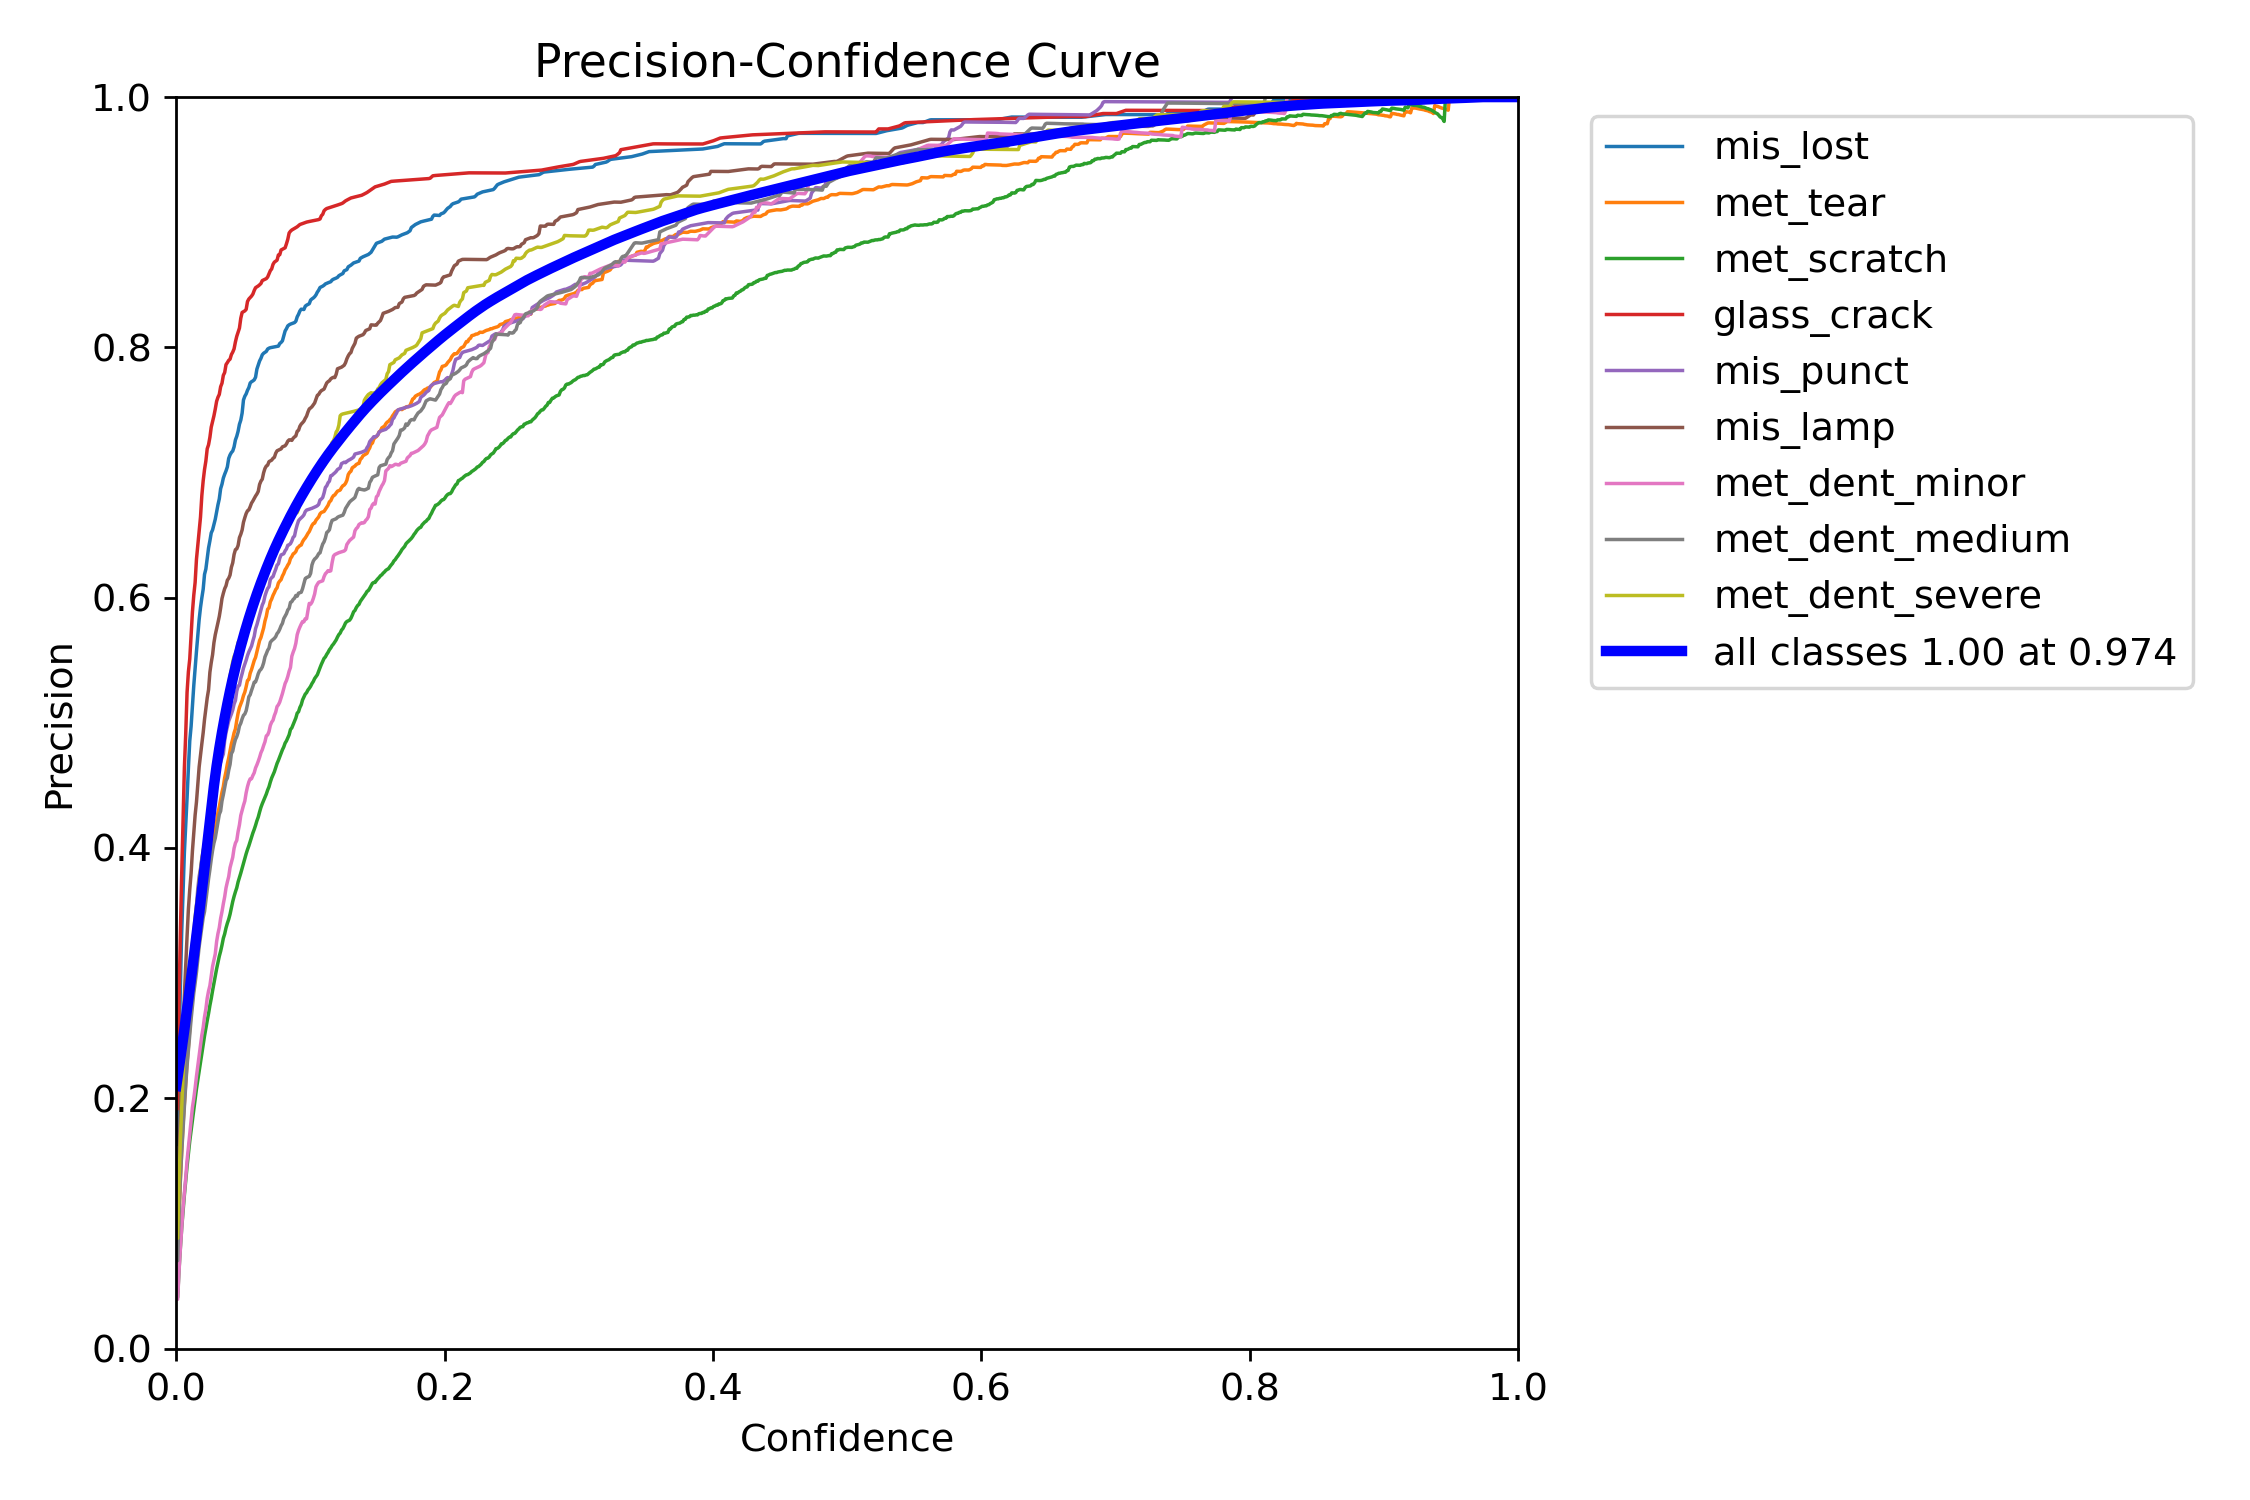 Precision-Confidence Curve
1.0
0.8
0.6
0.4
0.2
0.0
Precision
0.0 0.2 0.4 0.6 0.8 1.0
Confidence
mis_lost
met_tear
met_scratch
glass_crack
mis_punct
mis_lamp
met_dent_minor
met_dent_medium
met_dent_severe
all classes 1.00 at 0.974